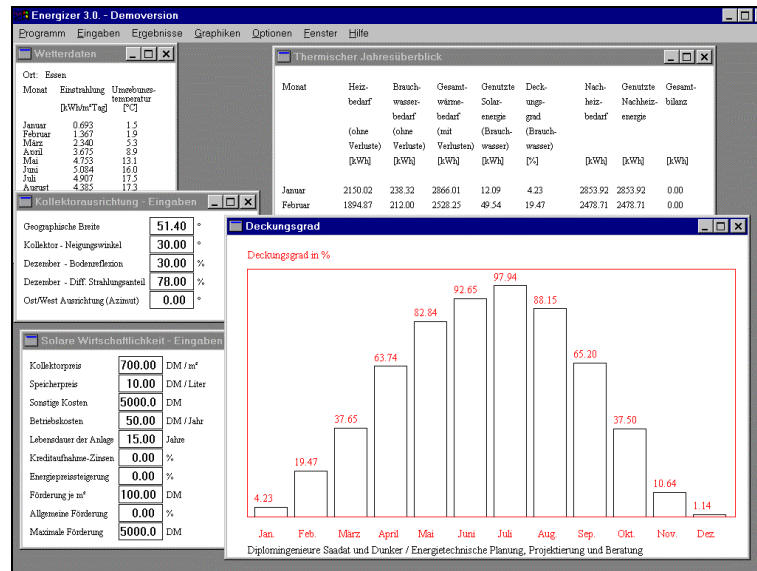 Energizer 3.0. - Demoversion
Programm Eingaben Ergebnisse Graphiken Optionen Fenster Hilfe
Wetterdaten
Ort: Essen
Monat Einstrahlung Umgebungs-
temperatur
[kWh/m²Tag] [°C]
Januar 0.693 1.5
Februar 1.367 1.9
März 2.340 5.3
April 3.675 8.9
Mai 4.753 13.1
Juni 5.084 16.0
Juli 4.907 17.5
August 4.385 17.3
Thermischer Jahresüberblick
Monat Heiz- Brauch- Gesamt- Genutzte Deck- Nach- Genutzte Gesamt-
bedarf wasser- wärme- Solar- ungs- heiz- Nachheiz- bilanz
bedarf bedarf energie grad bedarf energie
(ohne (ohne (mit (Brauch- (Brauch-
Verluste) Verluste) Verlusten) wasser) wasser)
[kWh] [kWh] [kWh] [kWh] [%] [kWh] [kWh] [kWh]
Januar 2150.02 238.32 2866.01 12.09 4.23 2853.92 2853.92 0.00
Februar 1894.87 212.00 2528.25 49.54 19.47 2478.71 2478.71 0.00
Kollektorausrichtung - Eingaben
Geographische Breite 51.40 °
Kollektor - Neigungswinkel 30.00 °
Dezember - Bodenreflexion 30.00 %
Dezember - Diff. Strahlungsanteil 78.00 %
Ost/West Ausrichtung (Azimut) 0.00 °
Solare Wirtschaftlichkeit - Eingaben
Kollektorpreis 700.00 DM / m²
Speicherpreis 10.00 DM / Liter
Sonstige Kosten 5000.0 DM
Betriebskosten 50.00 DM / Jahr
Lebensdauer der Anlage 15.00 Jahre
Kreditaufnahme-Zinsen 0.00 %
Energiepreissteigerung 0.00 %
Förderung je m² 100.00 DM
Allgemeine Förderung 0.00 %
Maximale Förderung 5000.0 DM
Deckungsgrad
Deckungsgrad in %
4.23 19.47 37.65 63.74 82.84 92.65 97.94 88.15 65.20 37.50 10.64 1.14
Jan. Feb. März April Mai Juni Juli Aug. Sep. Okt. Nov. Dez.
Diplomingenieure Saadat und Dunker / Energietechnische Planung, Projektierung und Beratung